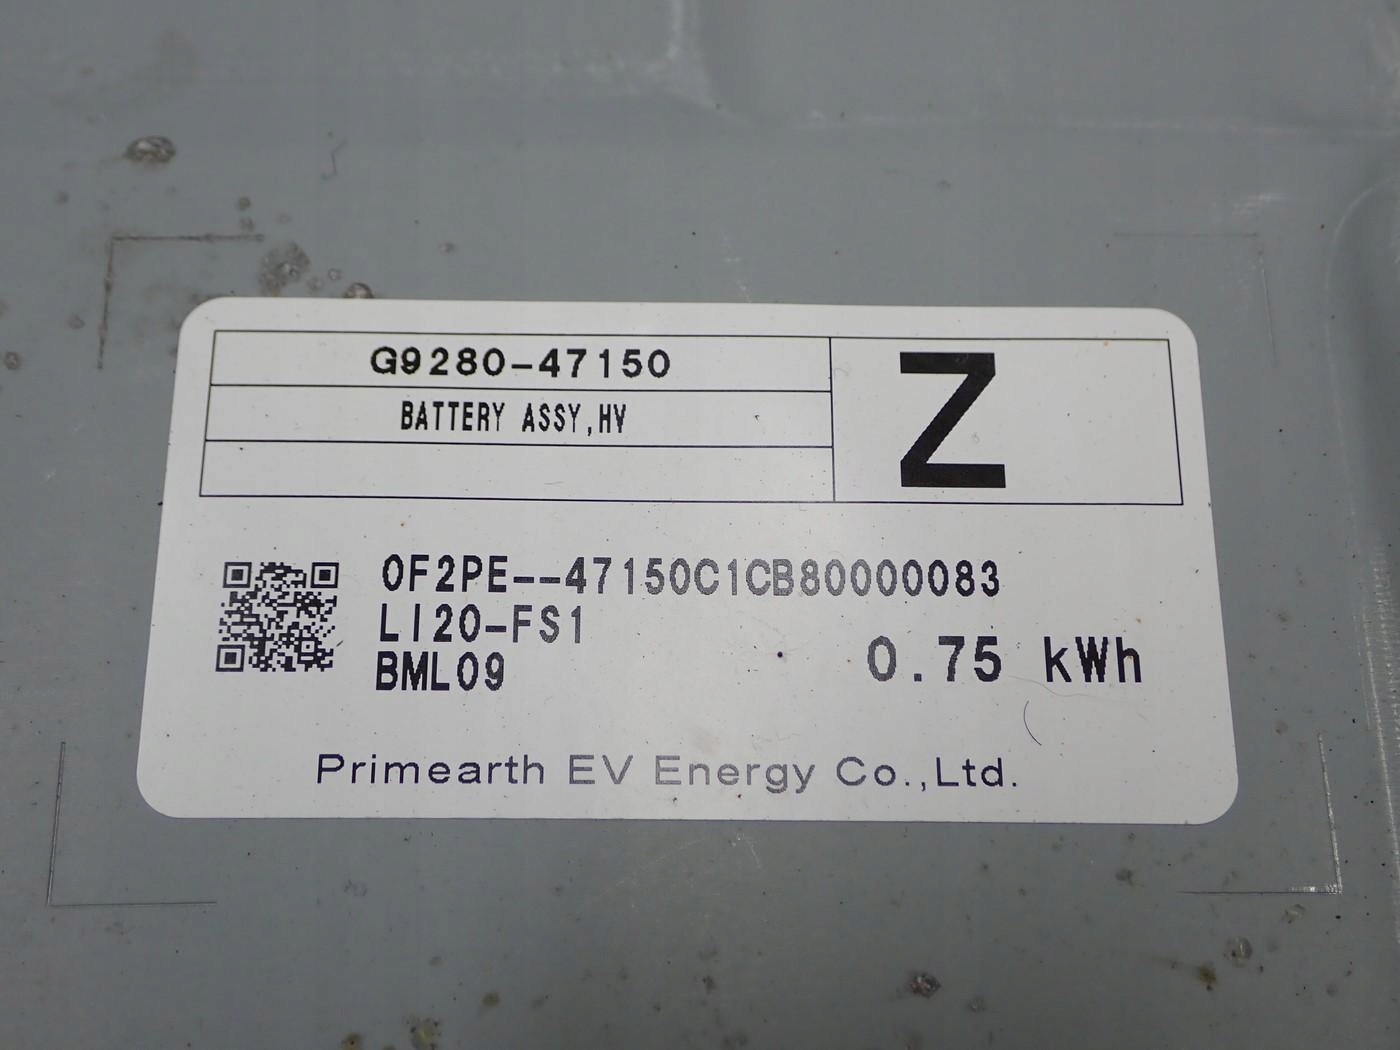 G9280-47150
Z
BATTERY ASSY,HV
0F2PE--47150C1CB80000083
LI20-FS1
BML09
0.75 kWh
Primearth EV Energy Co.,Ltd.